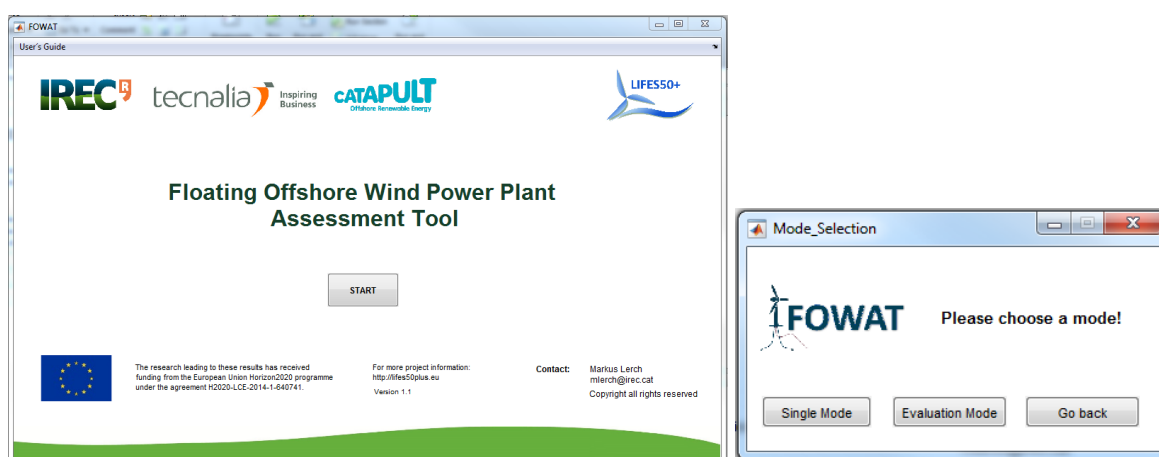 FOWAT
User's Guide
IREC
tecnalia
Inspiring
Business
CATAPULT
Offshore Renewable Energy
LIFES50+
Floating Offshore Wind Power Plant
Assessment Tool
START
The research leading to these results has received
funding from the European Union Horizon2020 programme
under the agreement H2020-LCE-2014-1-640741.
For more project information:
http://lifes50plus.eu
Version 1.1
Contact:
Markus Lerch
mlerch@irec.cat
Copyright all rights reserved
Mode_Selection
FOWAT
Please choose a mode!
Single Mode
Evaluation Mode
Go back